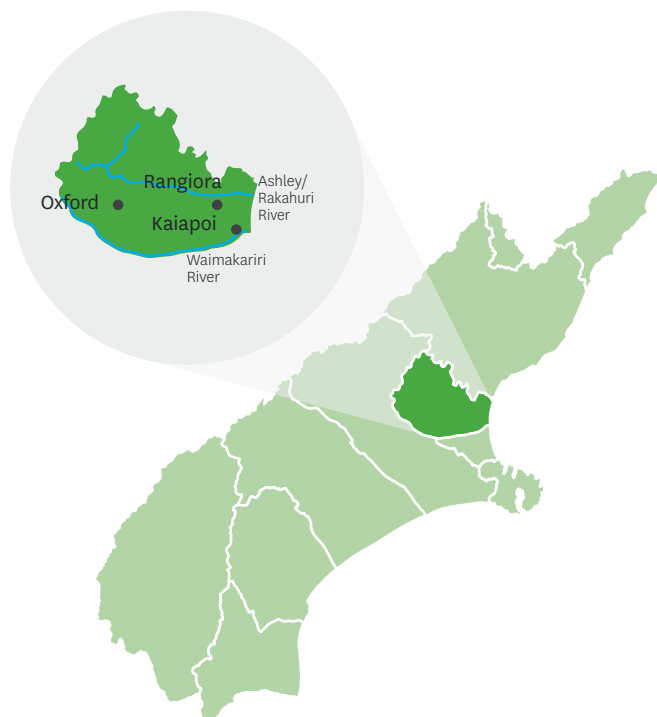 Rangiora
Ashley/
Rakahuri
River
Oxford
Kaiapoi
Waimakariri
River